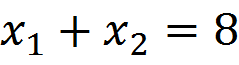 x₁ + x₂ = 8